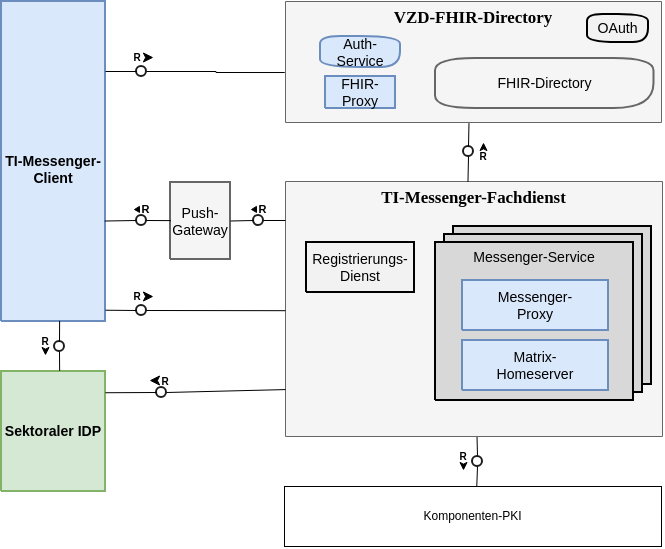 VZD-FHIR-Directory
OAuth
Auth-
Service
FHIR-
Proxy
FHIR-Directory
R
R
TI-Messenger-
Client
TI-Messenger-Fachdienst
R
R
Push-
Gateway
Registrierungs-
Dienst
Messenger-Service
Messenger-
Proxy
R
R
Matrix-
Homeserver
R
Sektoraler IDP
R
Komponenten-PKI